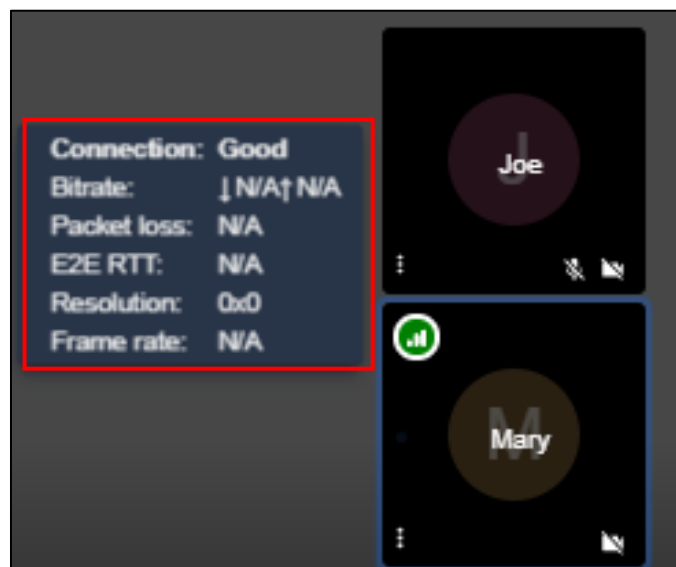 Connection: Good
Bitrate: ↓N/A↑N/A
Packet loss: N/A
E2E RTT: N/A
Resolution: 0x0
Frame rate: N/A
J
Joe
M
Mary